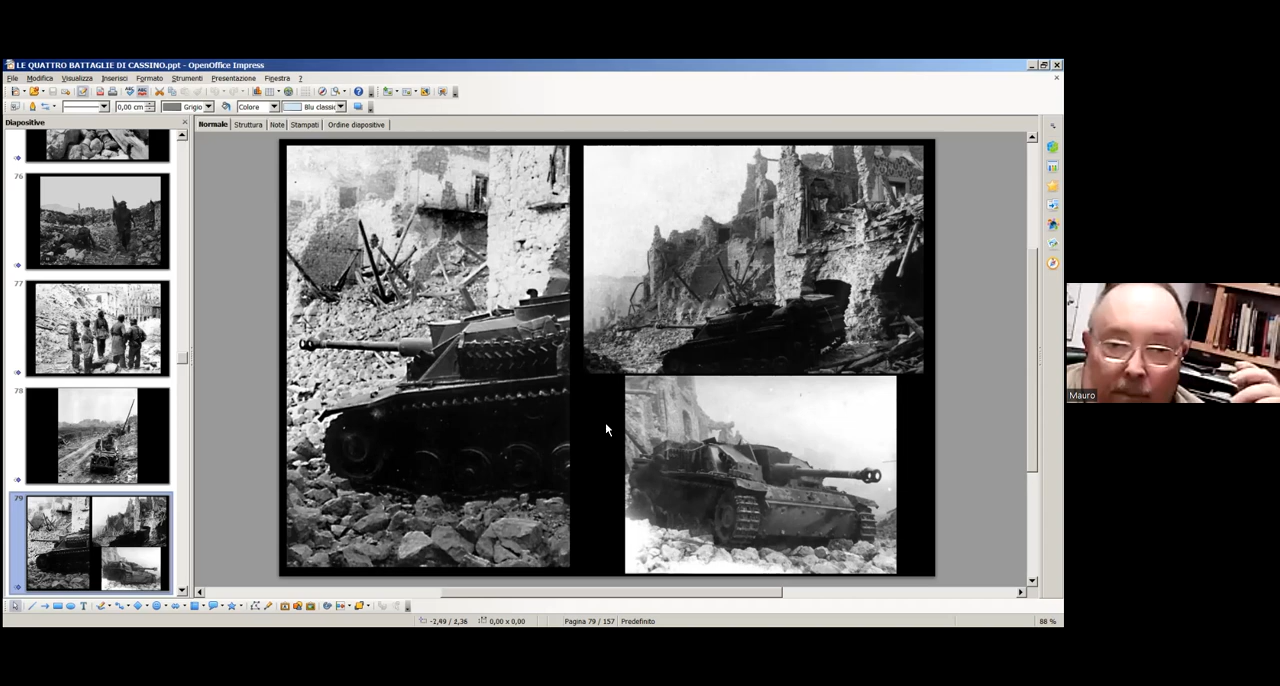 LE QUATTRO BATTAGLIE DI CASSINO.ppt - OpenOffice Impress
File Modifica Visualizza Inserisci Formato Strumenti Presentazione Finestra ?
0,00 cm Grigio Colore Blu classic
Diapositive
Normale Struttura Note Stampati Ordine diapositive
76
77
78
79
Mauro
-2,49 / 2,38 0,00 x 0,00 Pagina 79 / 157 Predefinito 88 %